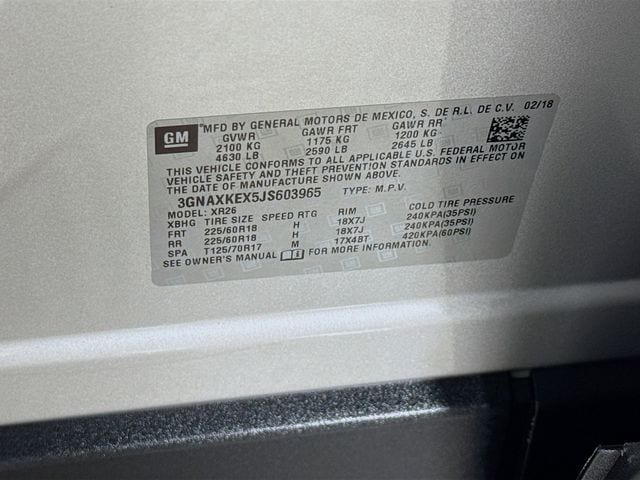 GM
MFD BY GENERAL MOTORS DE MEXICO, S. DE R.L. DE C.V. 02/18
GVWR GAWR FRT GAWR RR
2100 KG 1175 KG 1200 KG
4630 LB 2590 LB 2645 LB
THIS VEHICLE CONFORMS TO ALL APPLICABLE U.S. FEDERAL MOTOR
VEHICLE SAFETY AND THEFT PREVENTION STANDARDS IN EFFECT ON
THE DATE OF MANUFACTURE SHOWN ABOVE.
3GNAXKEX5JS603965 TYPE: M.P.V.
MODEL: XR26
XBHG TIRE SIZE SPEED RTG RIM COLD TIRE PRESSURE
FRT 225/60R18 H 18X7J 240KPA(35PSI)
RR 225/60R18 H 18X7J 240KPA(35PSI)
SPA T125/70R17 17X4BT 420KPA(60PSI)
SEE OWNER'S MANUAL FOR MORE INFORMATION.